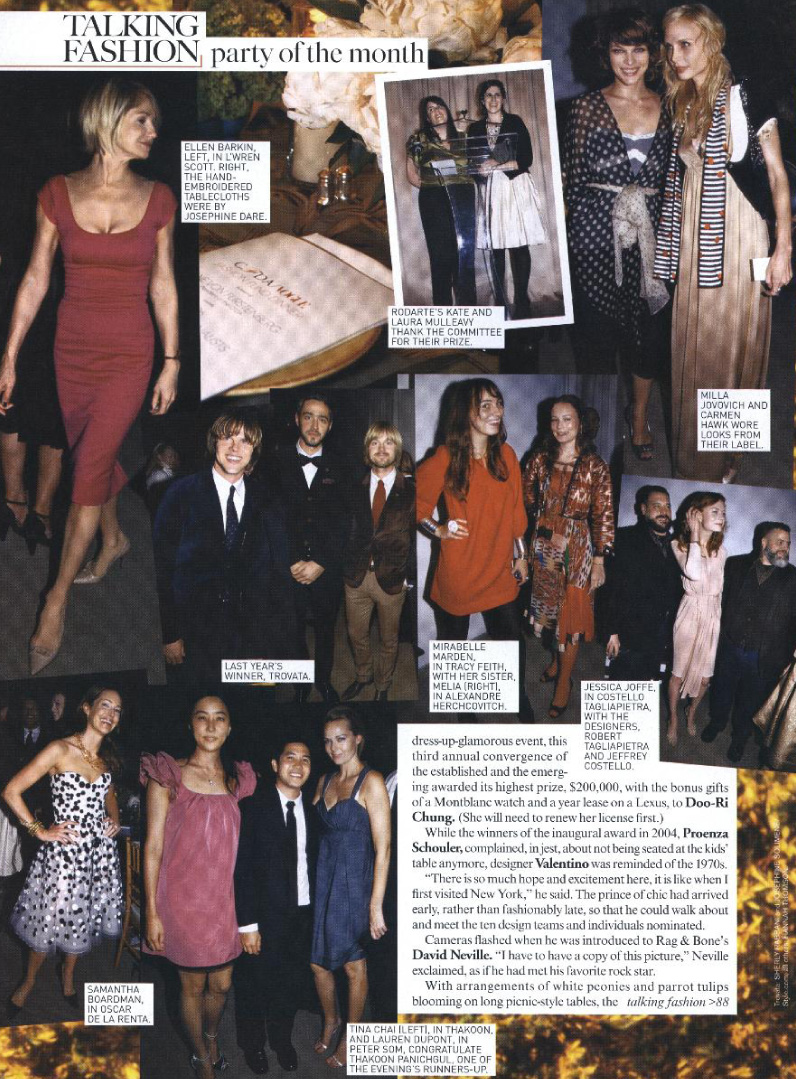 TALKING
FASHION party of the month
ELLEN BARKIN,
LEFT, IN L'WREN
SCOTT. RIGHT,
THE HAND-
EMBROIDERED
TABLECLOTHS
WERE BY
JOSEPHINE DARE.
RODARTE'S KATE AND
LAURA MULLEAVY
THANK THE COMMITTEE
FOR THEIR PRIZE.
MILLA
JOVOVICH AND
CARMEN
HAWK WORE
LOOKS FROM
THEIR LABEL.
LAST YEAR'S
WINNER, TROVATA.
MIRABELLE
MARDEN,
IN TRACY FEITH,
WITH HER SISTER,
MELIA (RIGHT),
IN ALEXANDRE
HERCHCOVITCH.
JESSICA JOFFE,
IN COSTELLO
TAGLIAPIETRA,
WITH THE
DESIGNERS,
ROBERT
TAGLIAPIETRA
AND JEFFREY
COSTELLO.
SAMANTHA
BOARDMAN,
IN OSCAR
DE LA RENTA.
TINA CHAI (LEFT), IN THAKOON,
AND LAUREN DUPONT, IN
PETER SOM, CONGRATULATE
THAKOON PANICHGUL, ONE OF
THE EVENING'S RUNNERS-UP.
dress-up-glamorous event, this
third annual convergence of
the established and the emerg-
ing awarded its highest prize, $200,000, with the bonus gifts
of a Montblanc watch and a year lease on a Lexus, to Doo-Ri
Chung. (She will need to renew her license first.)
While the winners of the inaugural award in 2004, Proenza
Schouler, complained, in jest, about not being seated at the kids'
table anymore, designer Valentino was reminded of the 1970s.
"There is so much hope and excitement here, it is like when I
first visited New York," he said. The prince of chic had arrived
early, rather than fashionably late, so that he could walk about
and meet the ten design teams and individuals nominated.
Cameras flashed when he was introduced to Rag & Bone's
David Neville. "I have to have a copy of this picture," Neville
exclaimed, as if he had met his favorite rock star.
With arrangements of white peonies and parrot tulips
blooming on long picnic-style tables, the talking fashion >88